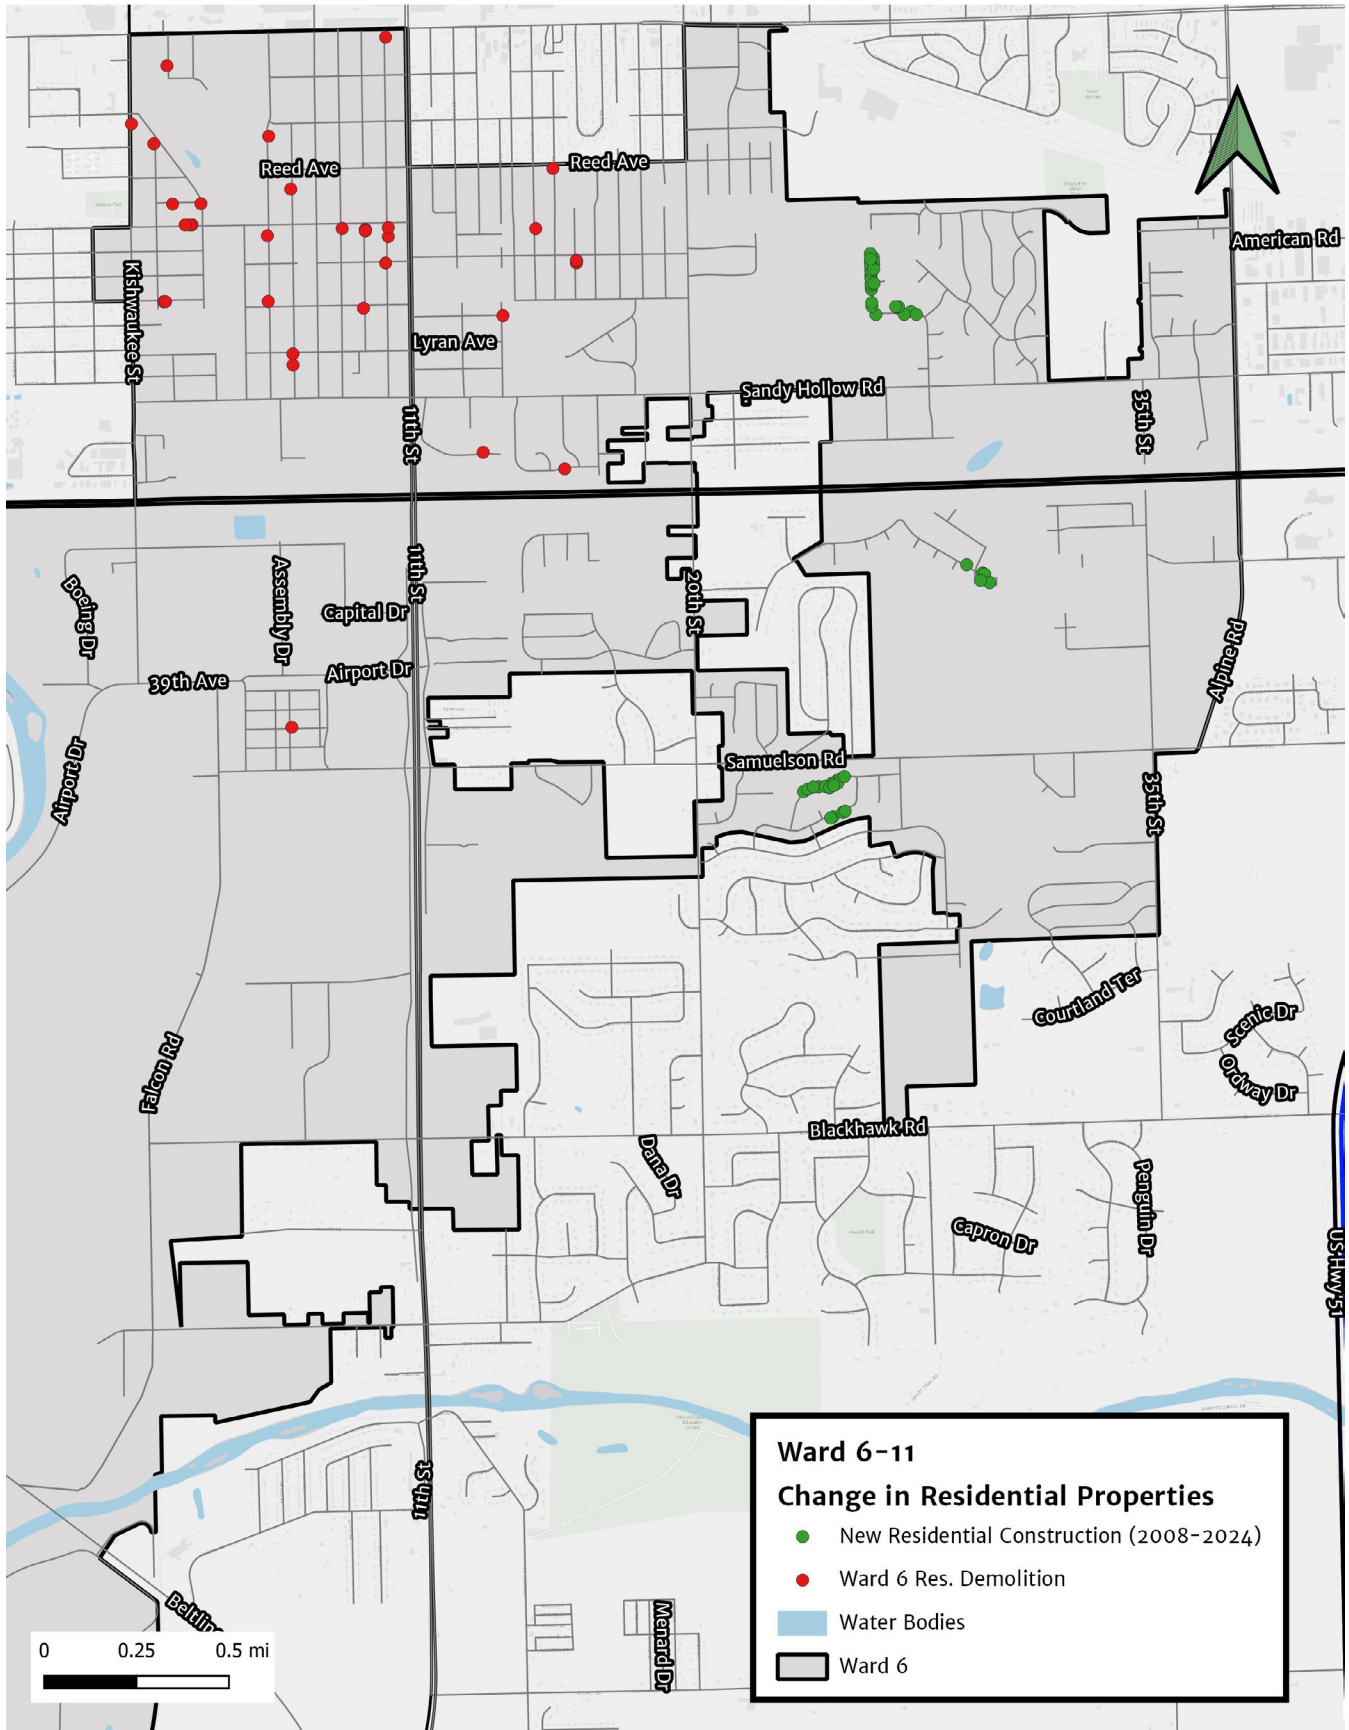 Reed Ave
Reed Ave
American Rd
Kishwaukee St
Lyran Ave
Sandy Hollow Rd
11th St
35th St
11th St
Boeing Dr
Assembly Dr
Capital Dr
20th St
Airport Dr
39th Ave
Alpine Rd
Airport Dr
Samuelson Rd
35th St
Courtland Ter
Scenic Dr
Ordway Dr
Falcon Rd
Blackhawk Rd
Dana Dr
Penguin Dr
Capron Dr
US Hwy 51
11th St
Menard Dr
Ward 6-11
Change in Residential Properties
New Residential Construction (2008-2024)
Ward 6 Res. Demolition
Water Bodies
Ward 6
0 0.25 0.5 mi